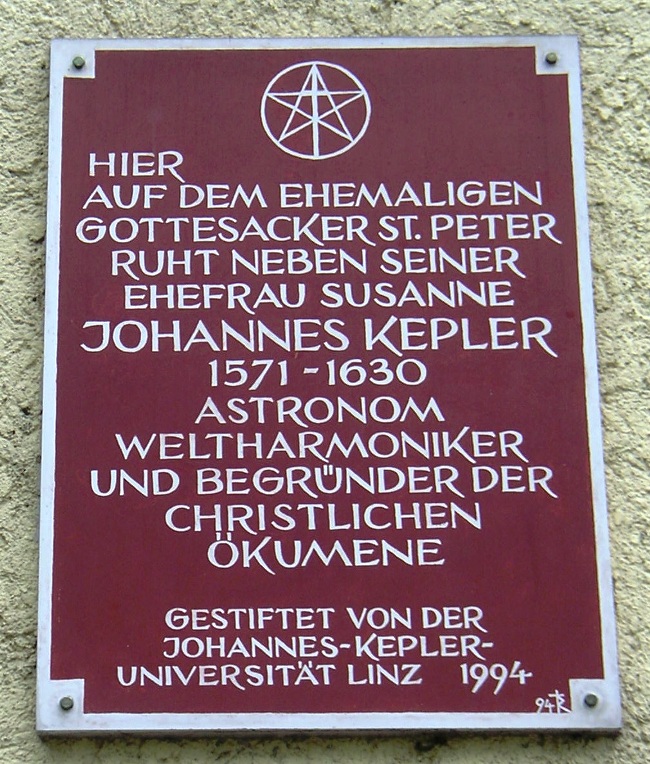 HIER
AUF DEM EHEMALIGEN
GOTTESACKER ST. PETER
RUHT NEBEN SEINER
EHEFRAU SUSANNE
JOHANNES KEPLER
1571 - 1630
ASTRONOM
WELTHARMONIKER
UND BEGRÜNDER DER
CHRISTLICHEN
ÖKUMENE
GESTIFTET VON DER
JOHANNES-KEPLER-
UNIVERSITÄT LINZ 1994
94